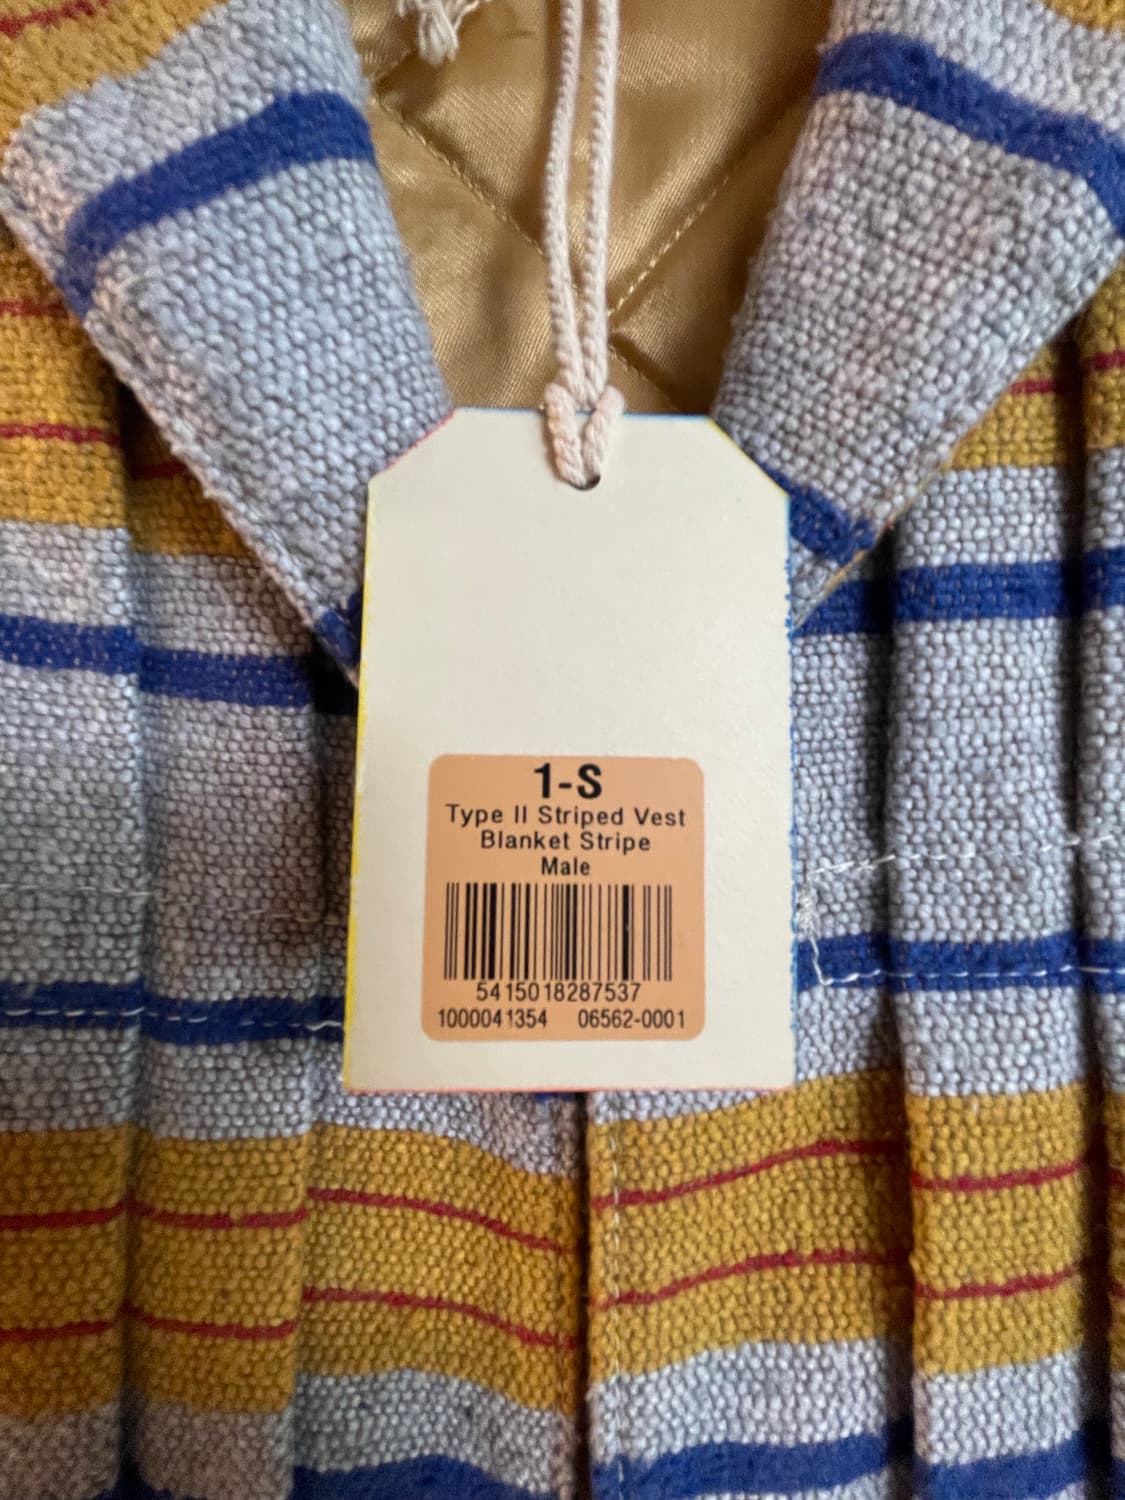 1-S
Type II Striped Vest
Blanket Stripe
Male
5415018287537
1000041354 06562-0001